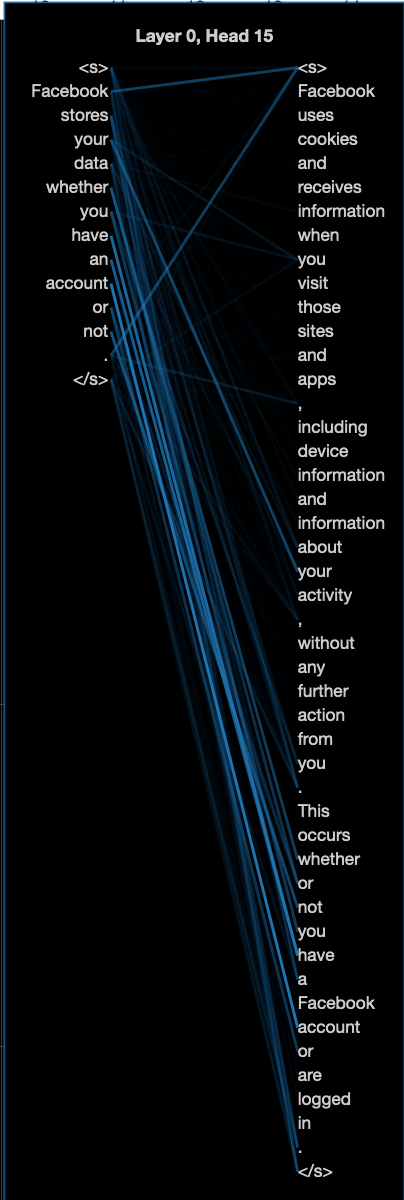 Layer 0, Head 15
<s>
Facebook
stores
your
data
whether
you
have
an
account
or
not
.
</s>
<s>
Facebook
uses
cookies
and
receives
information
when
you
visit
those
sites
and
apps
,
including
device
information
and
information
about
your
activity
,
without
any
further
action
from
you
.
This
occurs
whether
or
not
you
have
a
Facebook
account
or
are
logged
in
.
</s>